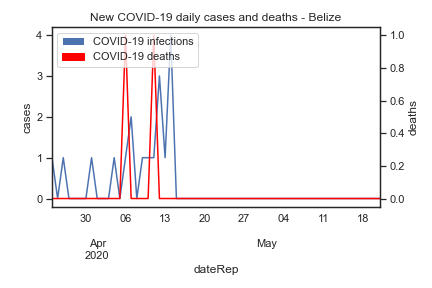 New COVID-19 daily cases and deaths - Belize
COVID-19 infections
COVID-19 deaths
cases
4
3
2
1
0
deaths
1.0
0.8
0.6
0.4
0.2
0.0
30 06 13 20 27 04 11 18
Apr May
2020
dateRep